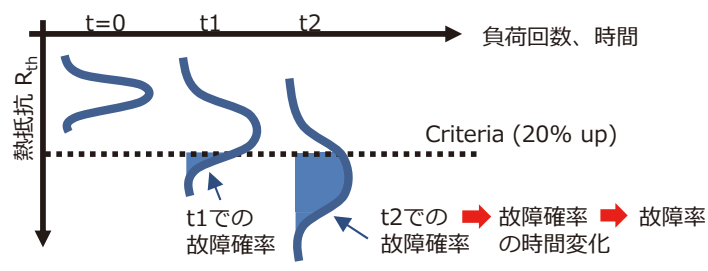 t=0 t1 t2
負荷回数、時間
熱抵抗 Rth
Criteria (20% up)
t1での
故障確率
t2での
故障確率
故障確率
の時間変化
故障率